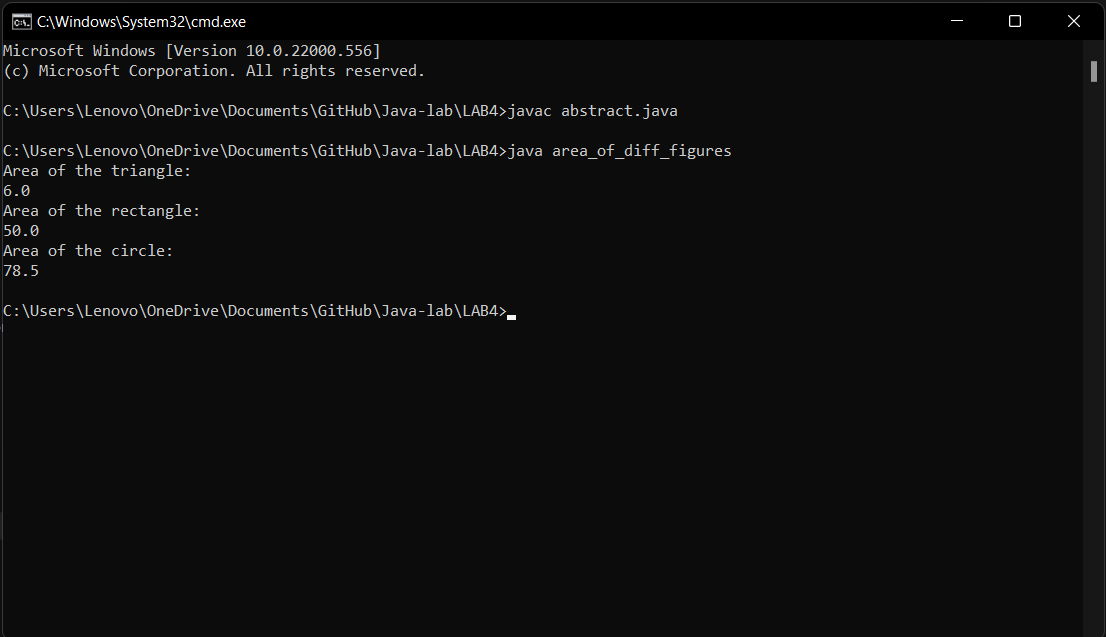 C:\Windows\System32\cmd.exe
Microsoft Windows [Version 10.0.22000.556]
(c) Microsoft Corporation. All rights reserved.
C:\Users\Lenovo\OneDrive\Documents\GitHub\Java-lab\LAB4>javac abstract.java
C:\Users\Lenovo\OneDrive\Documents\GitHub\Java-lab\LAB4>java area_of_diff_figures
Area of the triangle:
6.0
Area of the rectangle:
50.0
Area of the circle:
78.5
C:\Users\Lenovo\OneDrive\Documents\GitHub\Java-lab\LAB4>